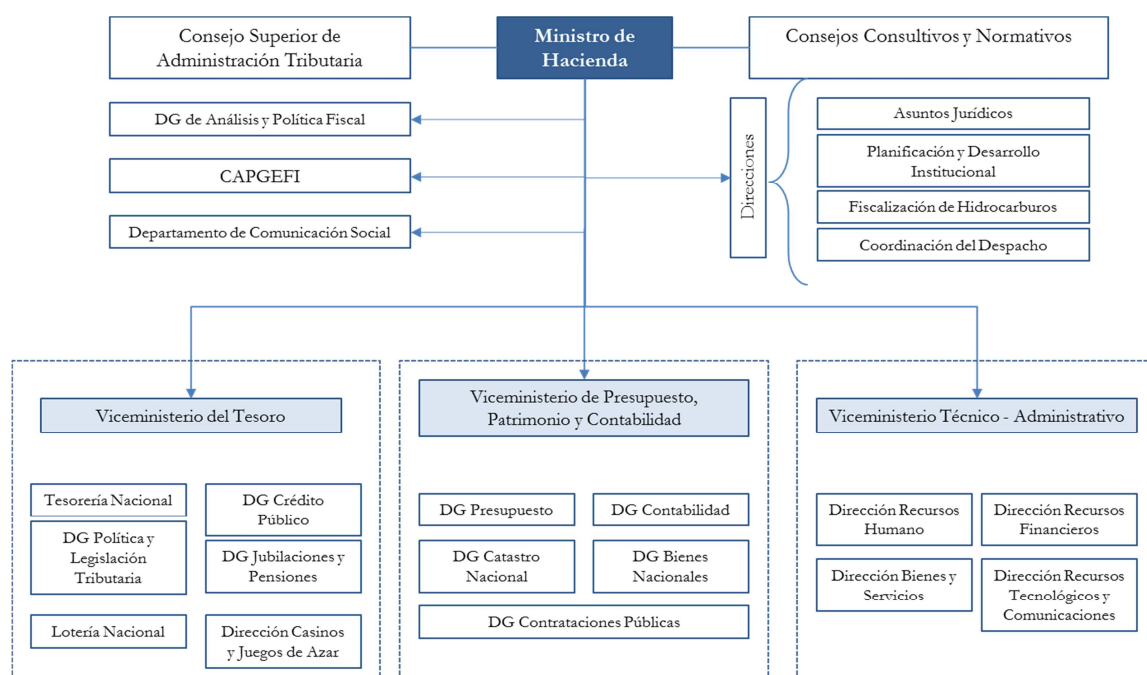 Consejo Superior de
Administración Tributaria
Ministro de
Hacienda
Consejos Consultivos y Normativos
DG de Análisis y Política Fiscal
CAPGEFI
Departamento de Comunicación Social
Direcciones
Asuntos Jurídicos
Planificación y Desarrollo
Institucional
Fiscalización de Hidrocarburos
Coordinación del Despacho
Viceministerio del Tesoro
Tesorería Nacional
DG Crédito
Público
DG Política y
Legislación
Tributaria
DG Jubilaciones y
Pensiones
Lotería Nacional
Dirección Casinos
y Juegos de Azar
Viceministerio de Presupuesto,
Patrimonio y Contabilidad
DG Presupuesto
DG Contabilidad
DG Catastro
Nacional
DG Bienes
Nacionales
DG Contrataciones Públicas
Viceministerio Técnico - Administrativo
Dirección Recursos
Humano
Dirección Recursos
Financieros
Dirección Bienes y
Servicios
Dirección Recursos
Tecnológicos y
Comunicaciones